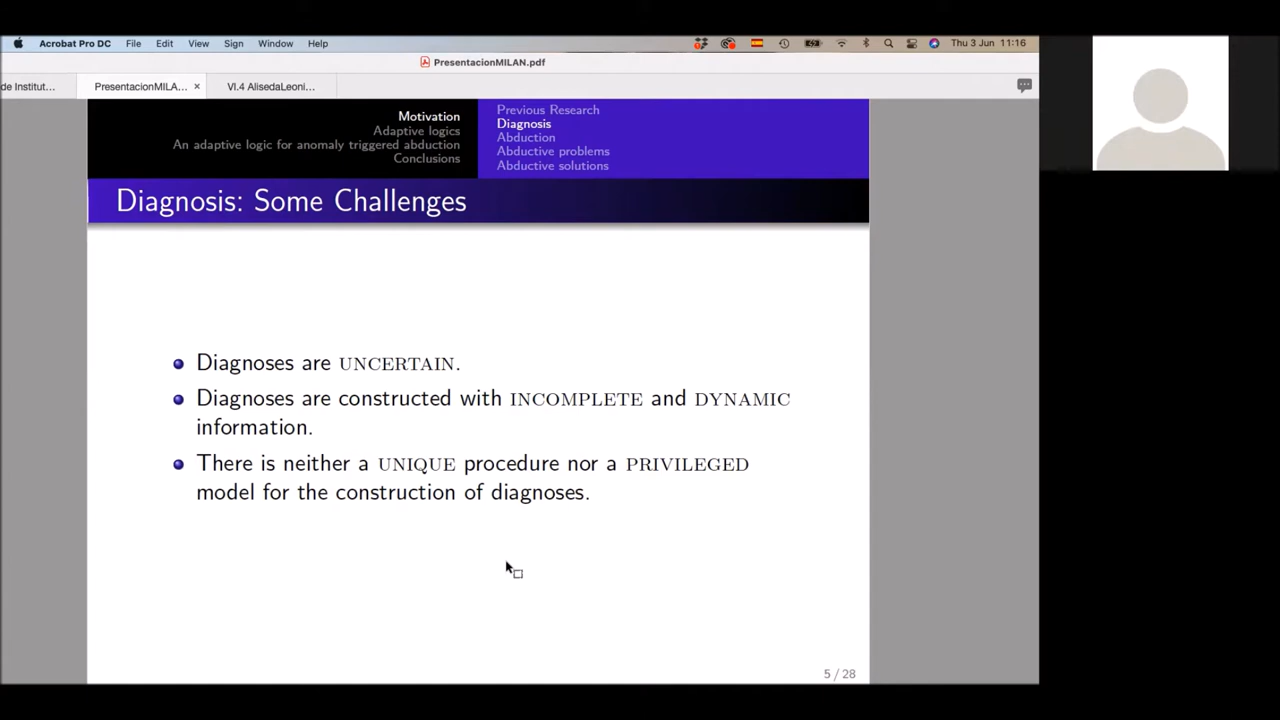 Acrobat Pro DC File Edit View Sign Window Help Thu 3 Jun 11:16
PresentacionMILAN.pdf
de Institut... PresentacionMILA... × VI.4 AlisedaLeoni...
Motivation
Adaptive logics
An adaptive logic for anomaly triggered abduction
Conclusions
Previous Research
Diagnosis
Abduction
Abductive problems
Abductive solutions
Diagnosis: Some Challenges
Diagnoses are UNCERTAIN.
Diagnoses are constructed with INCOMPLETE and DYNAMIC
information.
There is neither a UNIQUE procedure nor a PRIVILEGED
model for the construction of diagnoses.
5 / 28